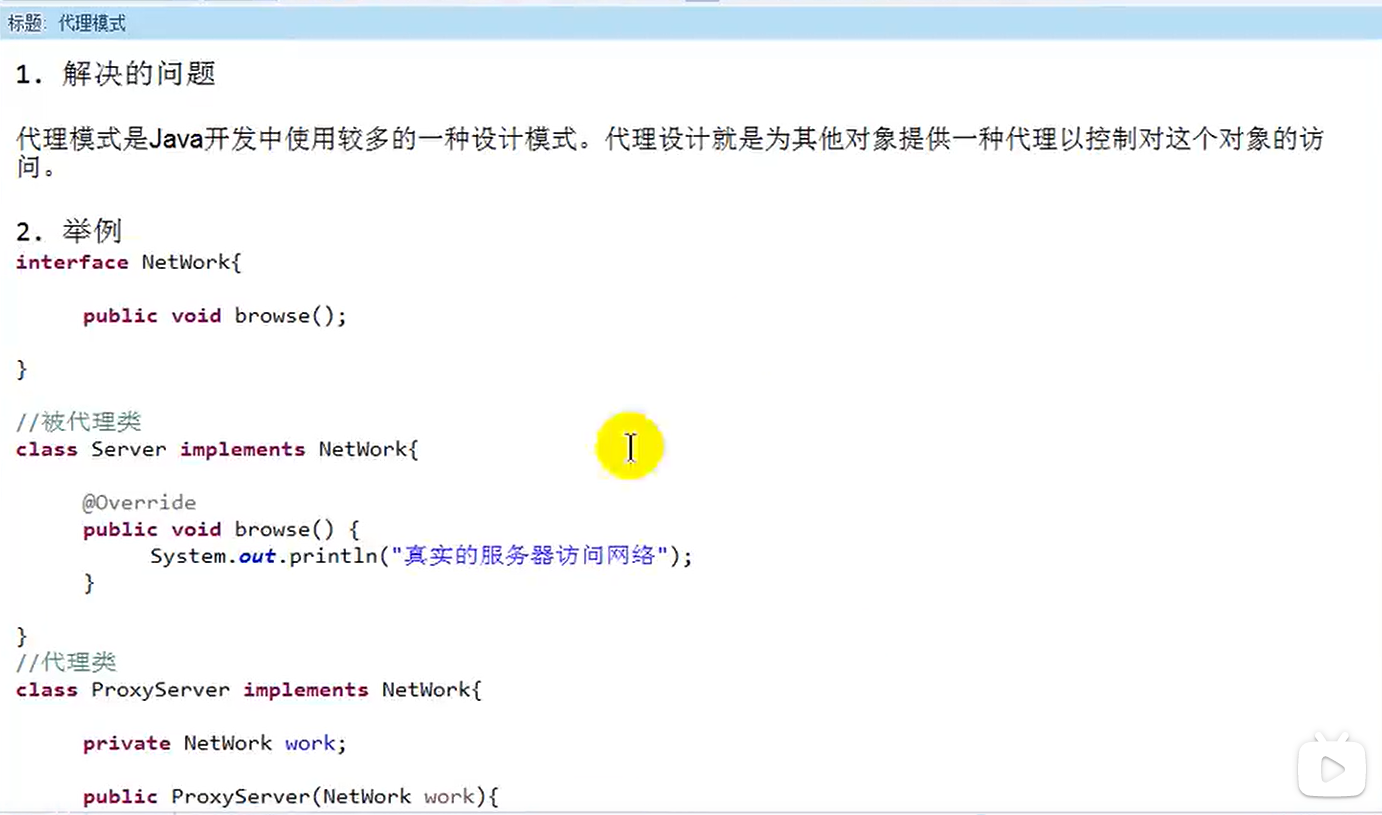 标题: 代理模式
1. 解决的问题
代理模式是Java开发中使用较多的一种设计模式。代理设计就是为其他对象提供一种代理以控制对这个对象的访
问。
2. 举例
interface NetWork{
public void browse();
}
//被代理类
class Server implements NetWork{
@Override
public void browse() {
System.out.println("真实的服务器访问网络");
}
}
//代理类
class ProxyServer implements NetWork{
private NetWork work;
public ProxyServer(NetWork work){